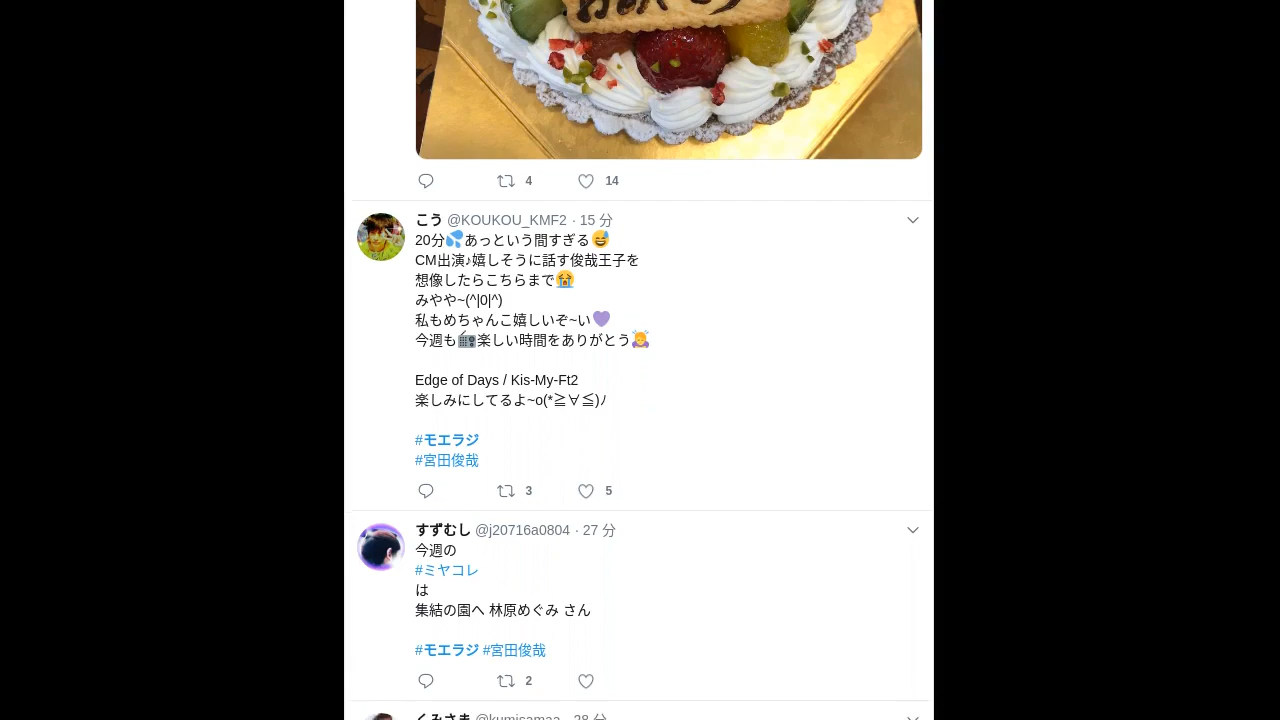 4 14
こう @KOUKOU_KMF2 · 15 分
20分💦あっという間すぎる😅
CM出演♪嬉しそうに話す俊哉王子を
想像したらこちらまで😭
みやや~(^|0|^)
私もめちゃんこ嬉しいぞ~い💜
今週も📻楽しい時間をありがとう🙇
Edge of Days / Kis-My-Ft2
楽しみにしてるよ~o(*≧∀≦)ﾉ
#モエラジ
#宮田俊哉
3 5
すずむし @j20716a0804 · 27 分
今週の
#ミヤコレ
は
集結の園へ 林原めぐみ さん
#モエラジ #宮田俊哉
2
くみさま @kumisamaa · 28 分